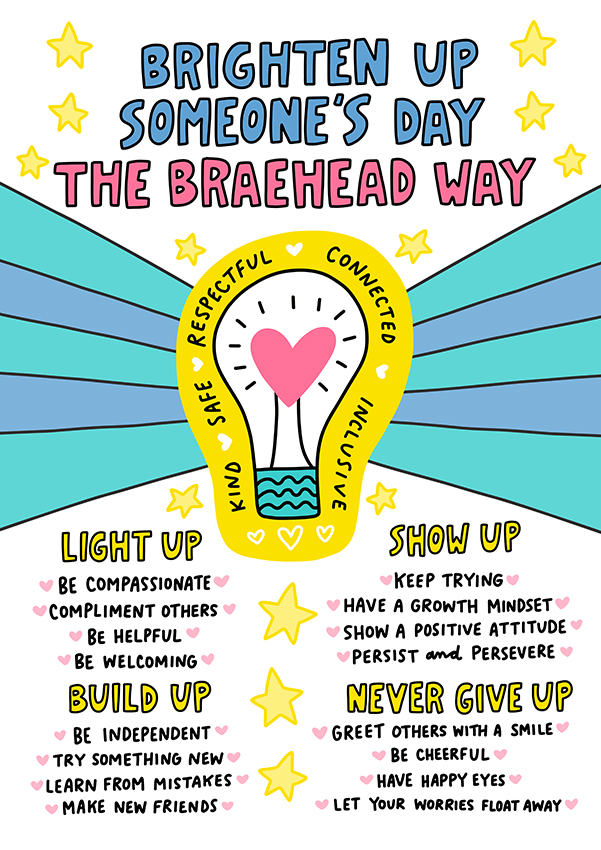 BRIGHTEN UP
SOMEONE'S DAY
THE BRAEHEAD WAY
KIND SAFE RESPECTFUL CONNECTED INCLUSIVE
LIGHT UP
BE COMPASSIONATE
COMPLIMENT OTHERS
BE HELPFUL
BE WELCOMING
SHOW UP
KEEP TRYING
HAVE A GROWTH MINDSET
SHOW A POSITIVE ATTITUDE
PERSIST and PERSEVERE
BUILD UP
BE INDEPENDENT
TRY SOMETHING NEW
LEARN FROM MISTAKES
MAKE NEW FRIENDS
NEVER GIVE UP
GREET OTHERS WITH A SMILE
BE CHEERFUL
HAVE HAPPY EYES
LET YOUR WORRIES FLOAT AWAY